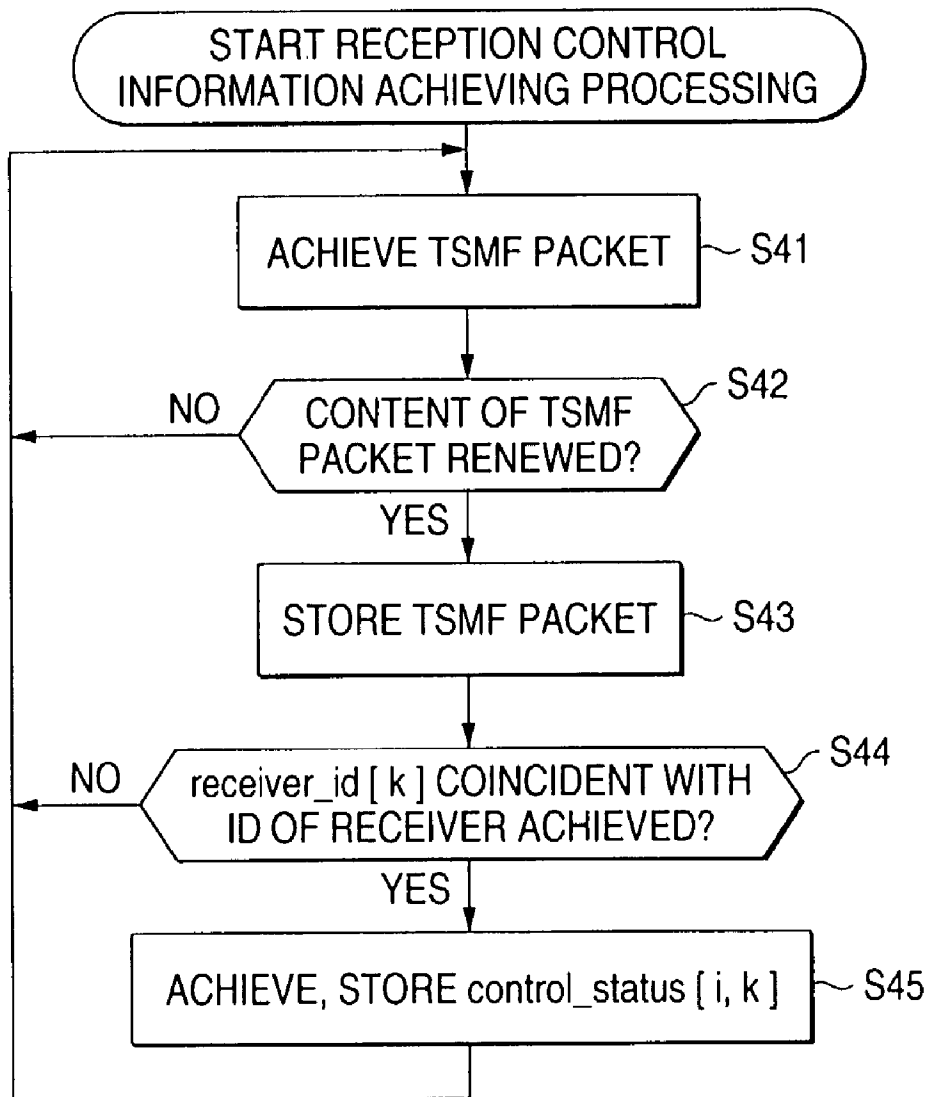 START RECEPTION CONTROL
INFORMATION ACHIEVING PROCESSING
ACHIEVE TSMF PACKET
S41
S42
NO
CONTENT OF TSMF
PACKET RENEWED?
YES
STORE TSMF PACKET
S43
S44
NO
receiver_id [ k ] COINCIDENT WITH
ID OF RECEIVER ACHIEVED?
YES
ACHIEVE, STORE control_status [ i, k ]
S45